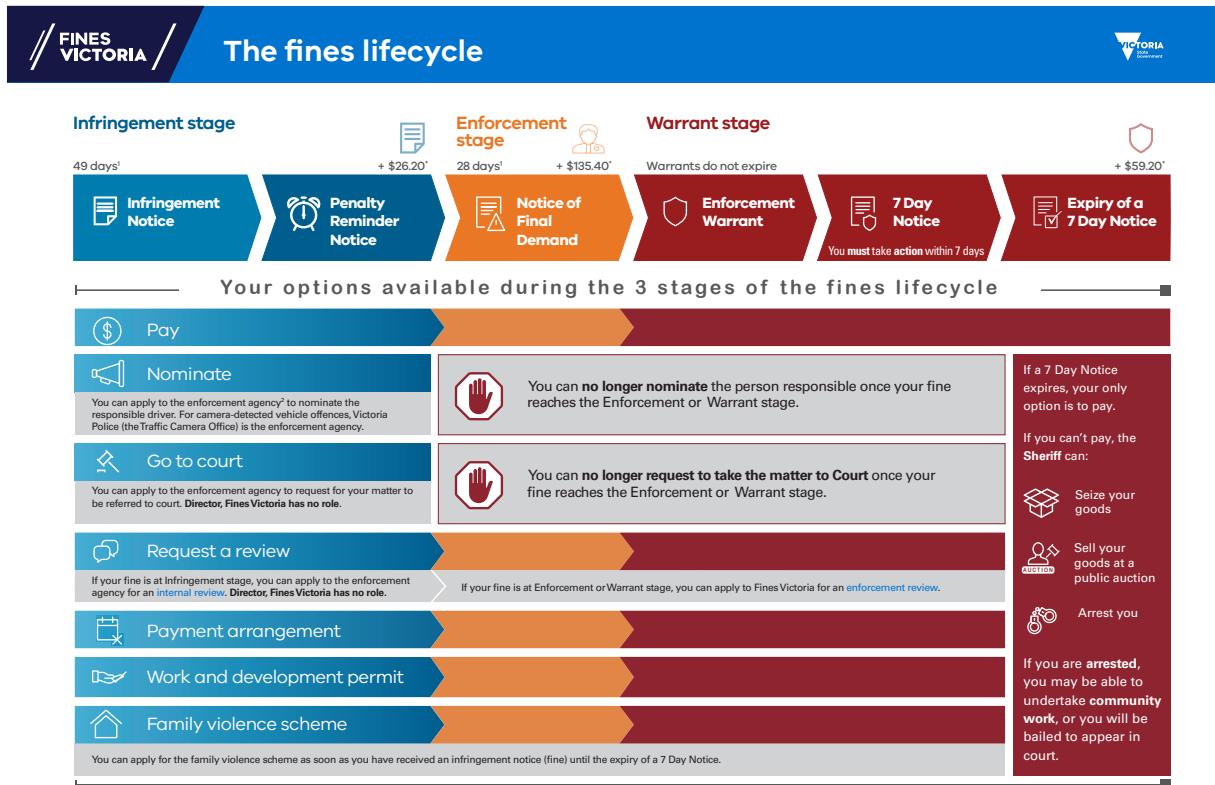 FINES
VICTORIA
The fines lifecycle
VICTORIA
State
Government
Infringement stage
Enforcement
stage
Warrant stage
49 days¹
+ $26.20*
28 days¹
+ $135.40*
Warrants do not expire
+ $59.20*
Infringement
Notice
Penalty
Reminder
Notice
Notice of
Final
Demand
Enforcement
Warrant
7 Day
Notice
You must take action within 7 days
Expiry of a
7 Day Notice
Your options available during the 3 stages of the fines lifecycle
Pay
Nominate
You can apply to the enforcement agency² to nominate the
responsible driver. For camera-detected vehicle offences, Victoria
Police (the Traffic Camera Office) is the enforcement agency.
You can no longer nominate the person responsible once your fine
reaches the Enforcement or Warrant stage.
Go to court
You can apply to the enforcement agency to request for your matter to
be referred to court. Director, Fines Victoria has no role.
You can no longer request to take the matter to Court once your
fine reaches the Enforcement or Warrant stage.
Request a review
If your fine is at Infringement stage, you can apply to the enforcement
agency for an internal review. Director, Fines Victoria has no role.
If your fine is at Enforcement or Warrant stage, you can apply to Fines Victoria for an enforcement review.
Payment arrangement
Work and development permit
Family violence scheme
You can apply for the family violence scheme as soon as you have received an infringement notice (fine) until the expiry of a 7 Day Notice.
If a 7 Day Notice
expires, your only
option is to pay.
If you can't pay, the
Sheriff can:
Seize your
goods
AUCTION
Sell your
goods at a
public auction
Arrest you
If you are arrested,
you may be able to
undertake community
work, or you will be
bailed to appear in
court.